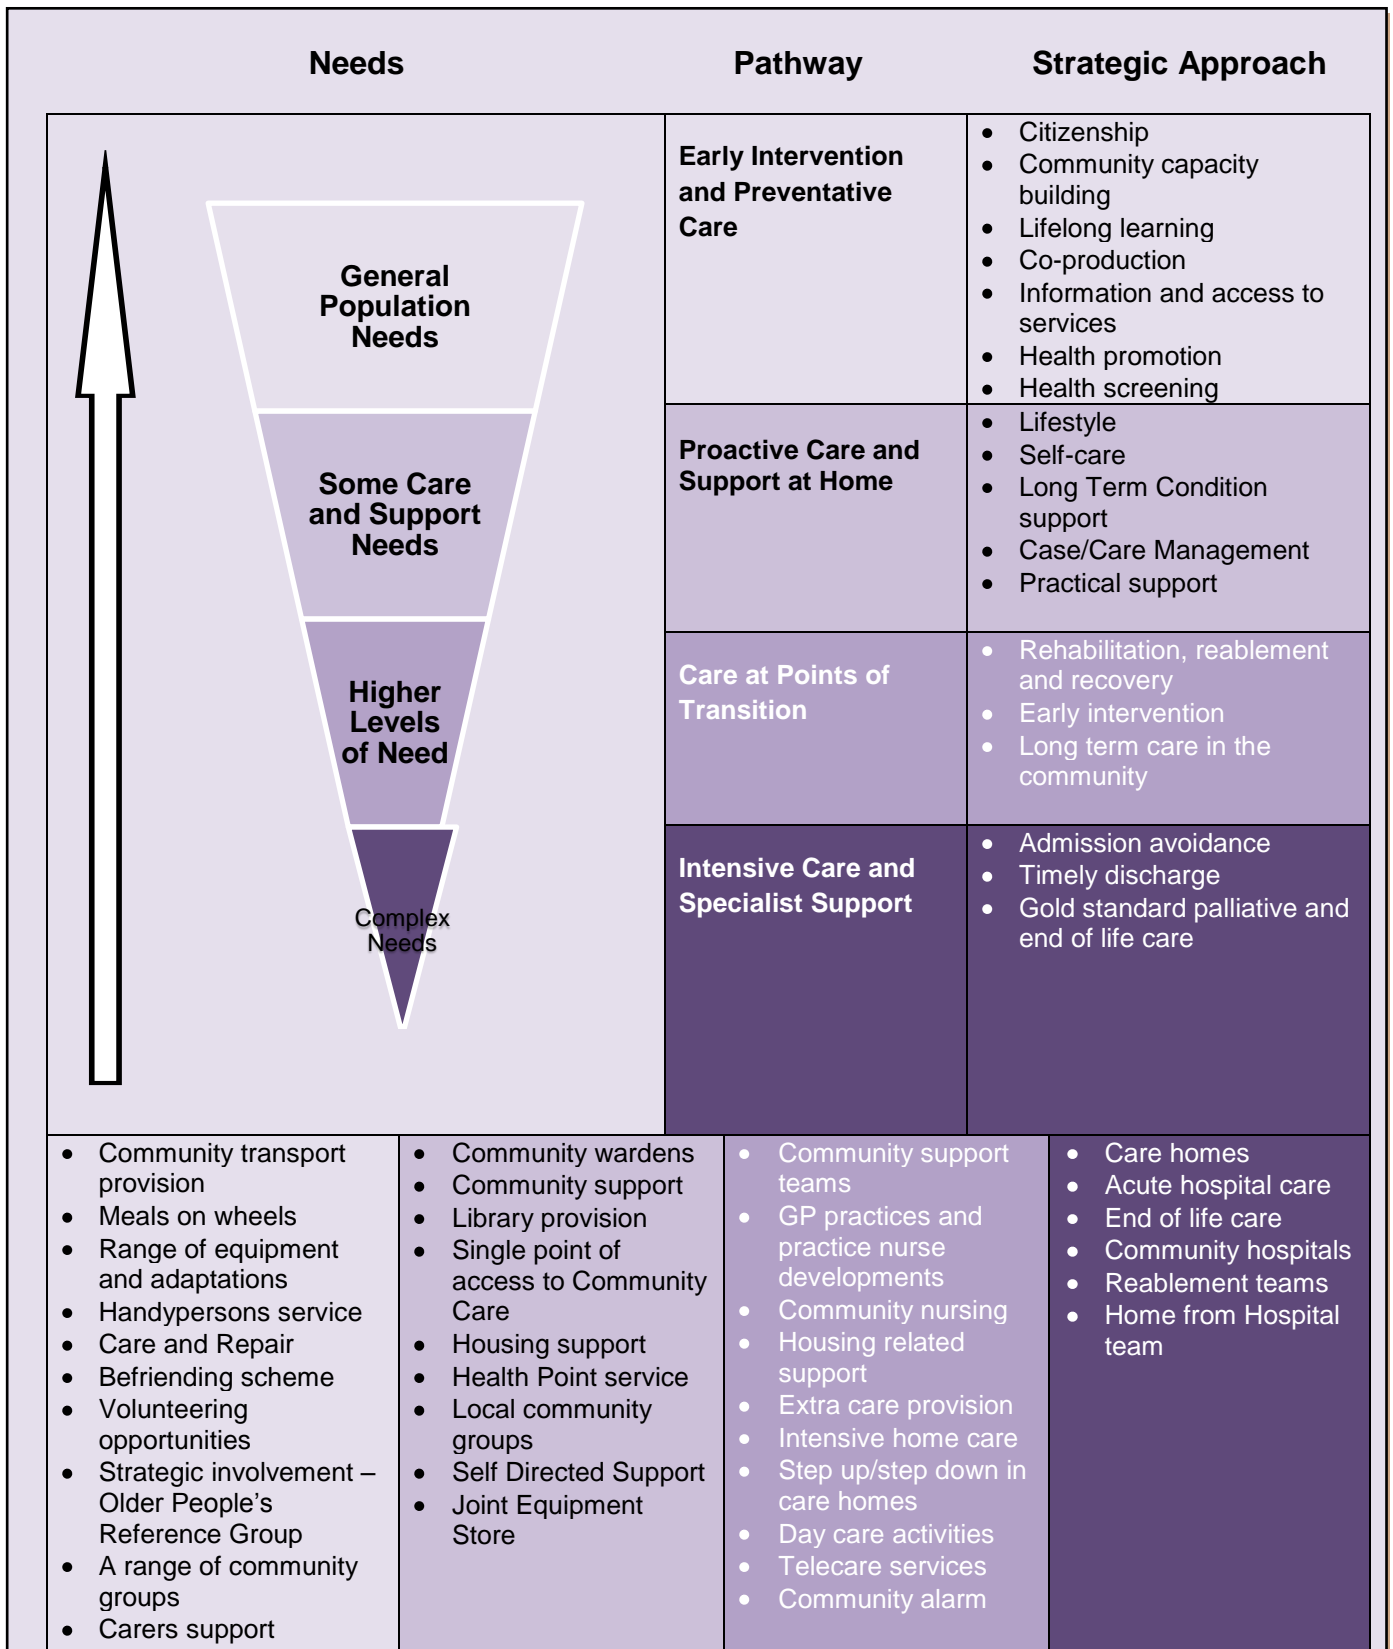 Needs
Pathway
Strategic Approach
General
Population
Needs
Some Care
and Support
Needs
Higher
Levels
of Need
Complex
Needs
Early Intervention
and Preventative
Care
• Citizenship
• Community capacity
building
• Lifelong learning
• Co-production
• Information and access to
services
• Health promotion
• Health screening
Proactive Care and
Support at Home
• Lifestyle
• Self-care
• Long Term Condition
support
• Case/Care Management
• Practical support
Care at Points of
Transition
• Rehabilitation, reablement
and recovery
• Early intervention
• Long term care in the
community
Intensive Care and
Specialist Support
• Admission avoidance
• Timely discharge
• Gold standard palliative and
end of life care
• Community transport
provision
• Meals on wheels
• Range of equipment
and adaptations
• Handypersons service
• Care and Repair
• Befriending scheme
• Volunteering
opportunities
• Strategic involvement –
Older People’s
Reference Group
• A range of community
groups
• Carers support
• Community wardens
• Community support
• Library provision
• Single point of
access to Community
Care
• Housing support
• Health Point service
• Local community
groups
• Self Directed Support
• Joint Equipment
Store
• Community support
teams
• GP practices and
practice nurse
developments
• Community nursing
• Housing related
support
• Extra care provision
• Intensive home care
• Step up/step down in
care homes
• Day care activities
• Telecare services
• Community alarm
• Care homes
• Acute hospital care
• End of life care
• Community hospitals
• Reablement teams
• Home from Hospital
team